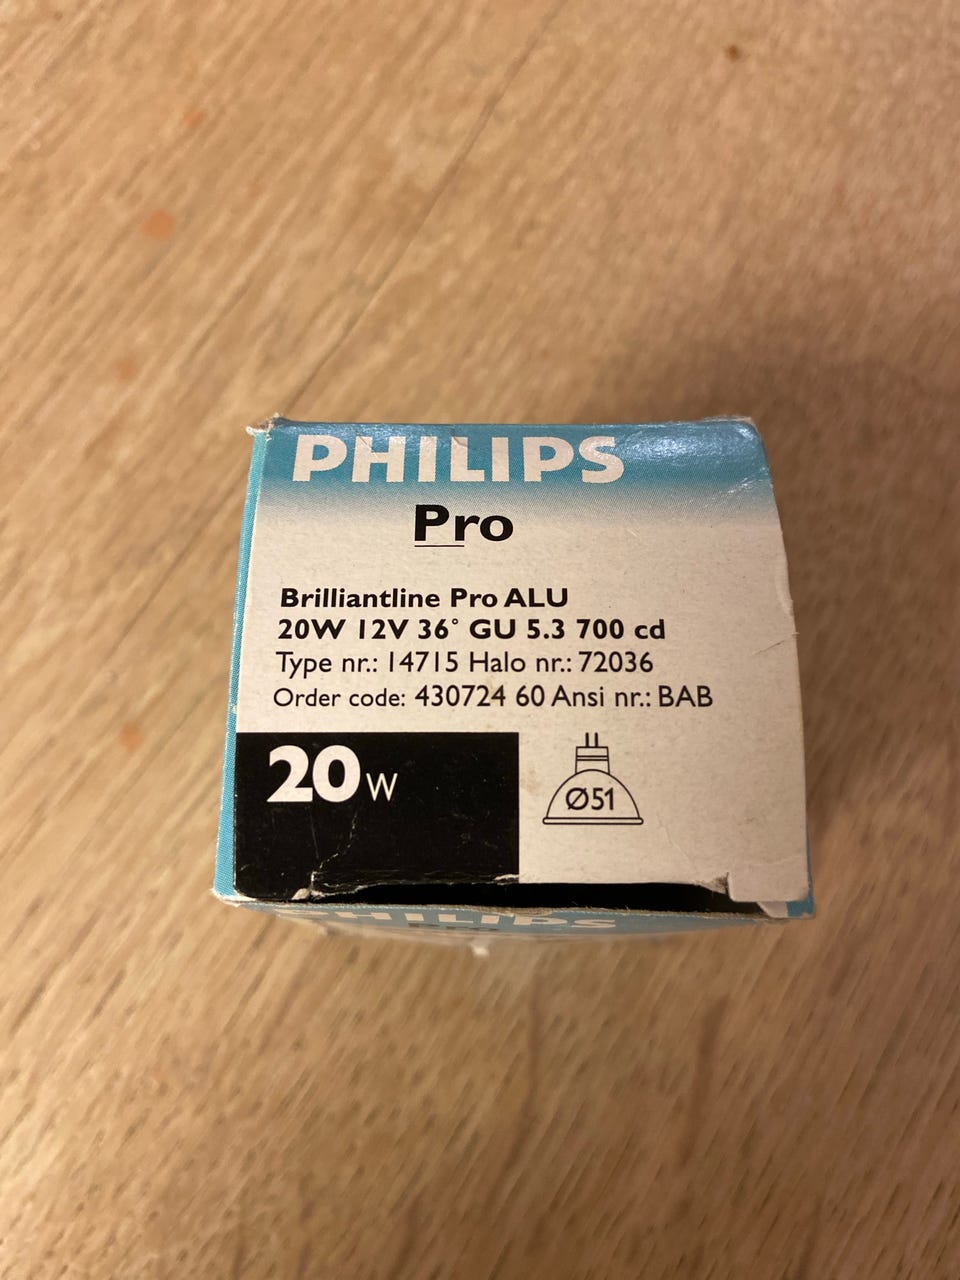 PHILIPS
Pro
Brilliantline Pro ALU
20W 12V 36° GU 5.3 700 cd
Type nr.: 14715 Halo nr.: 72036
Order code: 430724 60 Ansi nr.: BAB
20W
Ø51
PHILIPS